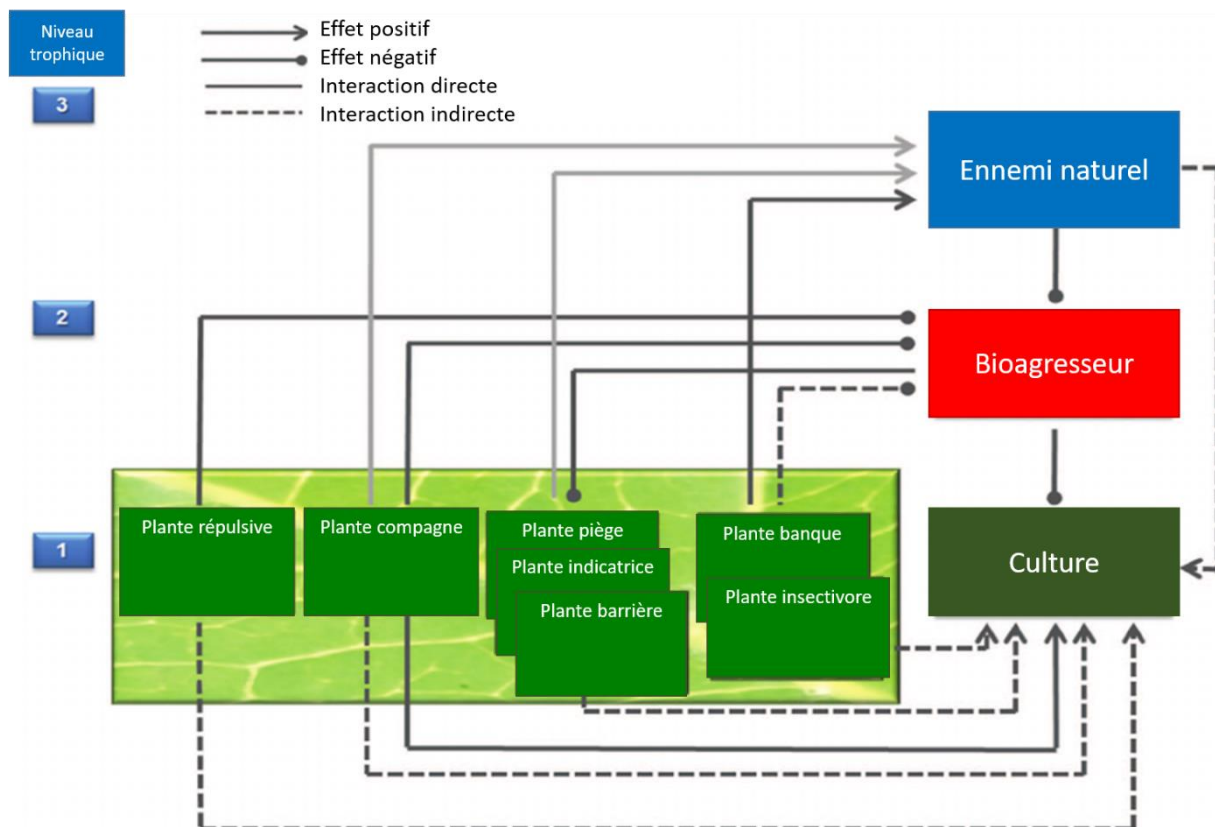 Niveau
trophique
Effet positif
Effet négatif
Interaction directe
Interaction indirecte
3
Ennemi naturel
2
Bioagresseur
1
Plante répulsive
Plante compagne
Plante piège
Plante indicatrice
Plante barrière
Plante banque
Plante insectivore
Culture